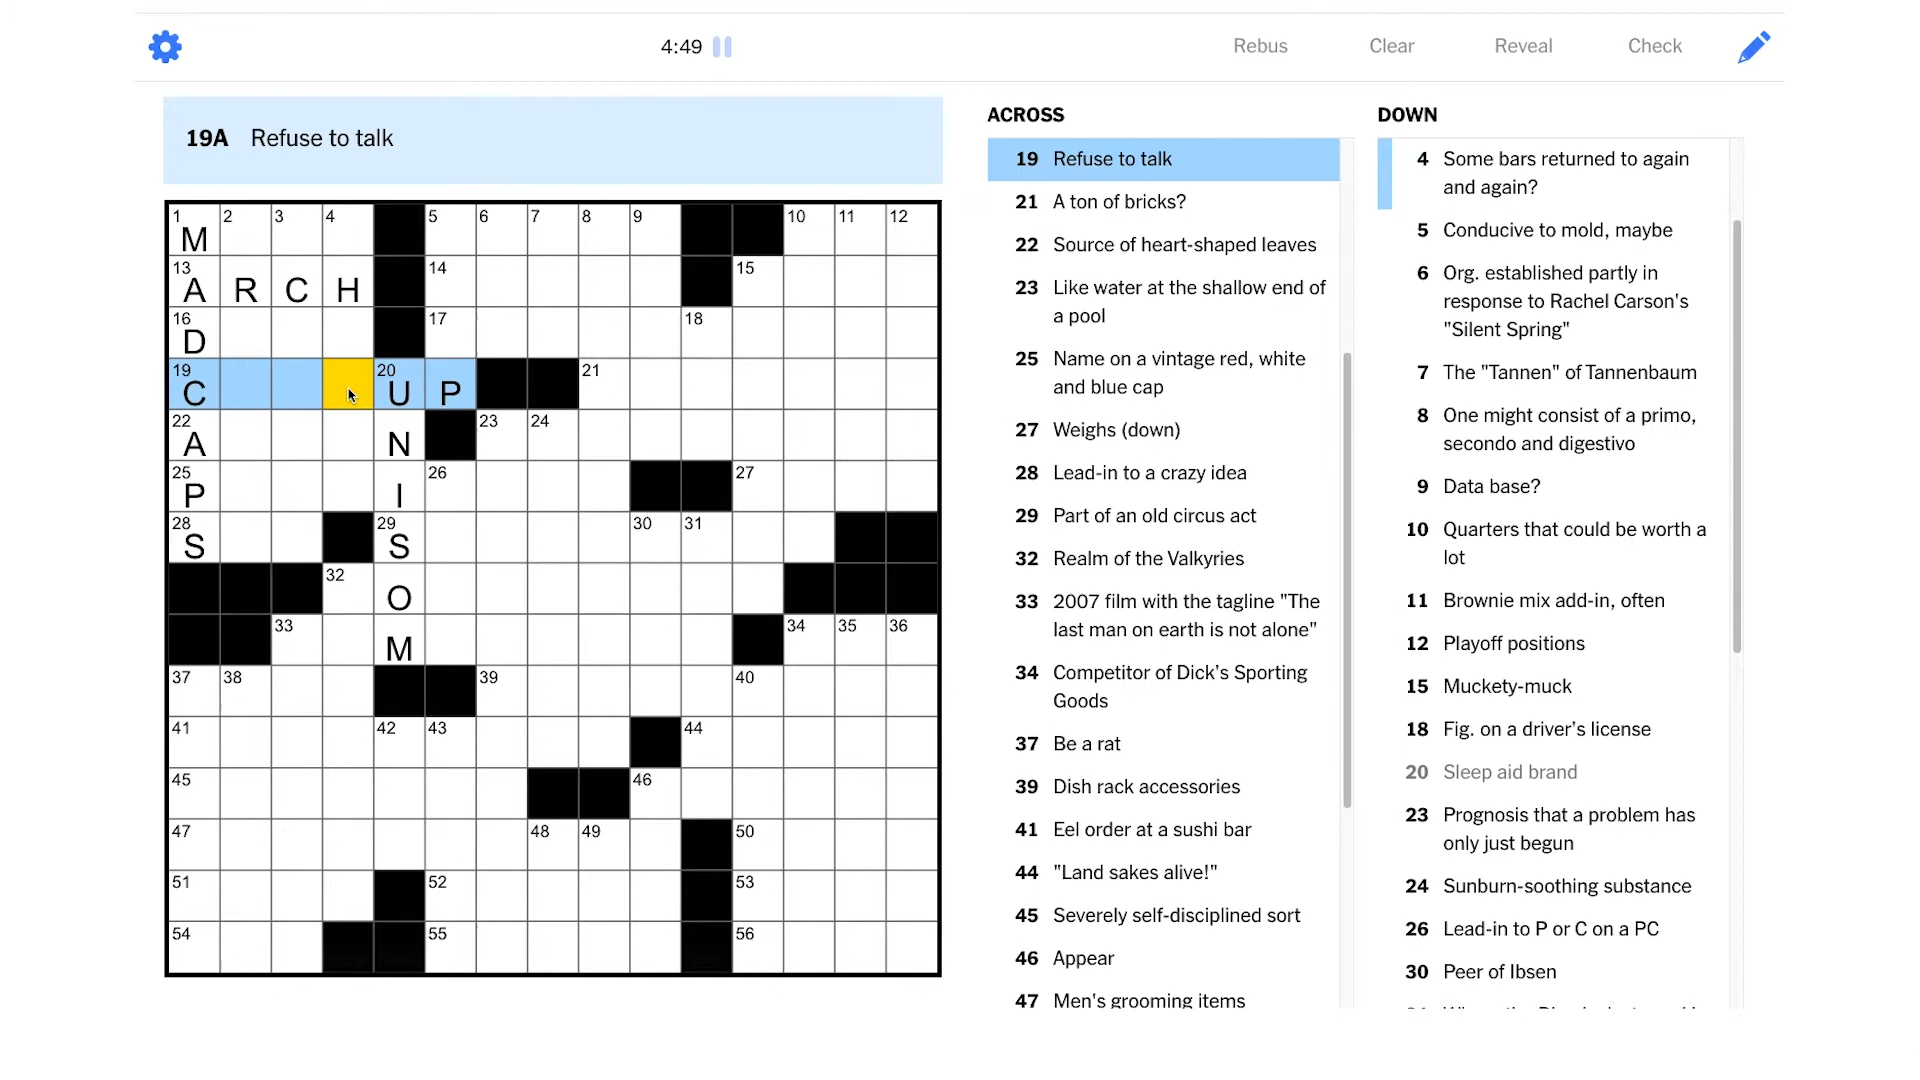 4:49
Rebus
Clear
Reveal
Check
19A Refuse to talk
1 2 3 4 5 6 7 8 9 10 11 12
M
13 14 15
A R C H
16 17 18
D
19 20 21
C U P
22 23 24
A N
25 26 27
P I
28 29 30 31
S S
32
O
33 34 35 36
M
37 38 39 40
41 42 43 44
45 46
47 48 49 50
51 52 53
54 55 56
ACROSS
19 Refuse to talk
21 A ton of bricks?
22 Source of heart-shaped leaves
23 Like water at the shallow end of
a pool
25 Name on a vintage red, white
and blue cap
27 Weighs (down)
28 Lead-in to a crazy idea
29 Part of an old circus act
32 Realm of the Valkyries
33 2007 film with the tagline "The
last man on earth is not alone"
34 Competitor of Dick's Sporting
Goods
37 Be a rat
39 Dish rack accessories
41 Eel order at a sushi bar
44 "Land sakes alive!"
45 Severely self-disciplined sort
46 Appear
47 Men's grooming items
DOWN
4 Some bars returned to again
and again?
5 Conducive to mold, maybe
6 Org. established partly in
response to Rachel Carson's
"Silent Spring"
7 The "Tannen" of Tannenbaum
8 One might consist of a primo,
secondo and digestivo
9 Data base?
10 Quarters that could be worth a
lot
11 Brownie mix add-in, often
12 Playoff positions
15 Muckety-muck
18 Fig. on a driver's license
20 Sleep aid brand
23 Prognosis that a problem has
only just begun
24 Sunburn-soothing substance
26 Lead-in to P or C on a PC
30 Peer of Ibsen